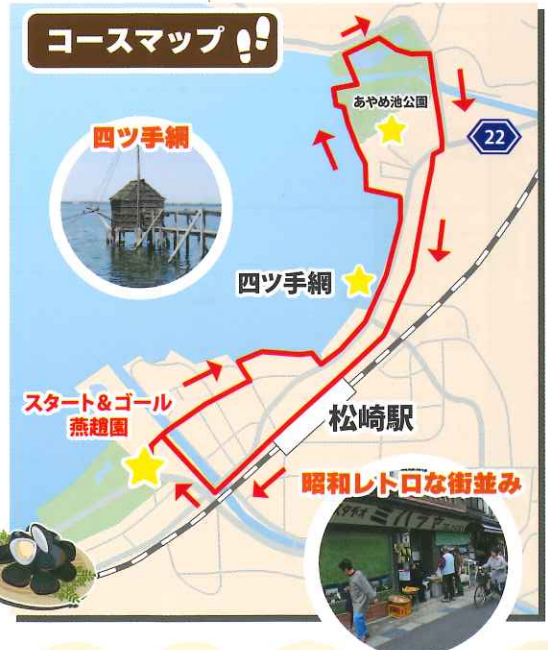 コースマップ
四ツ手網
あやめ池公園
22
四ツ手網
スタート&ゴール
燕趙園
松崎駅
昭和レトロな街並み